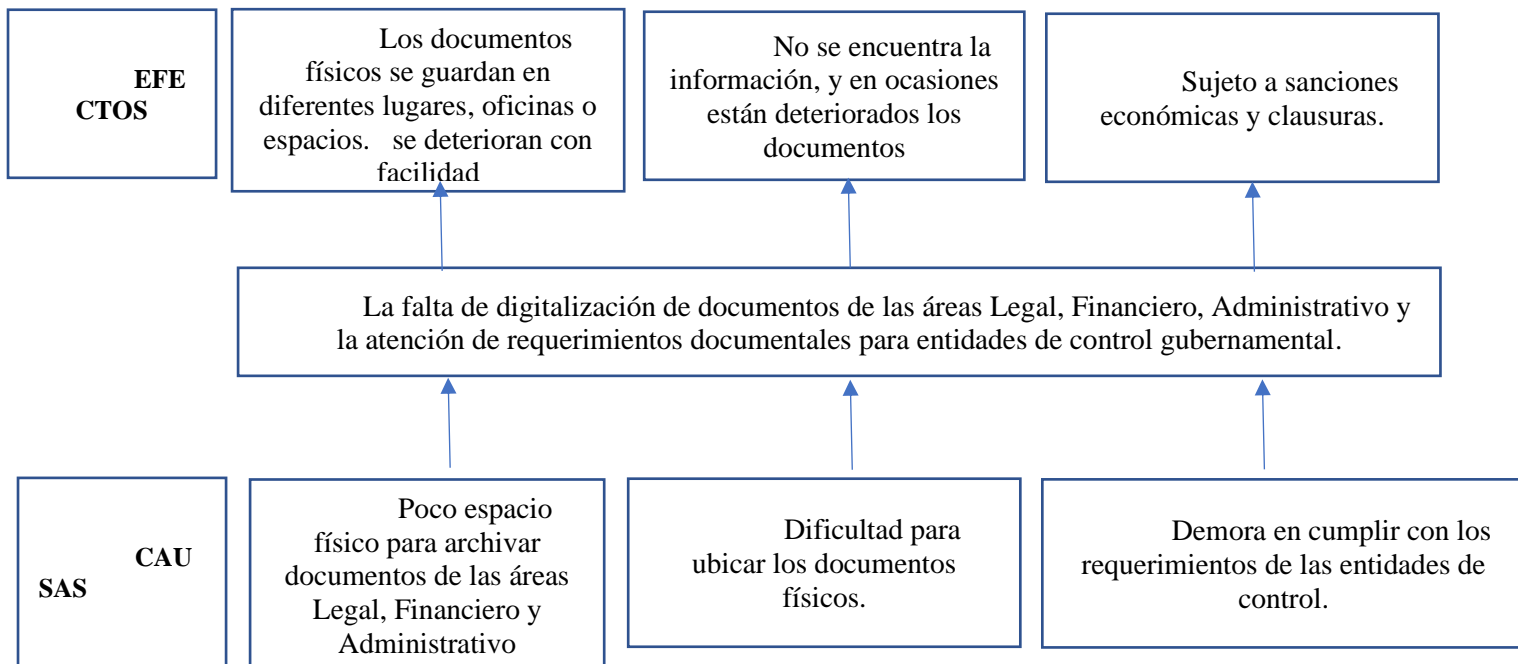 EFE
CTOS
Los documentos
físicos se guardan en
diferentes lugares, oficinas o
espacios. se deterioran con
facilidad
No se encuentra la
información, y en ocasiones
están deteriorados los
documentos
Sujeto a sanciones
económicas y clausuras.
La falta de digitalización de documentos de las áreas Legal, Financiero, Administrativo y
la atención de requerimientos documentales para entidades de control gubernamental.
CAU
SAS
Poco espacio
físico para archivar
documentos de las áreas
Legal, Financiero y
Administrativo
Dificultad para
ubicar los documentos
físicos.
Demora en cumplir con los
requerimientos de las entidades de
control.